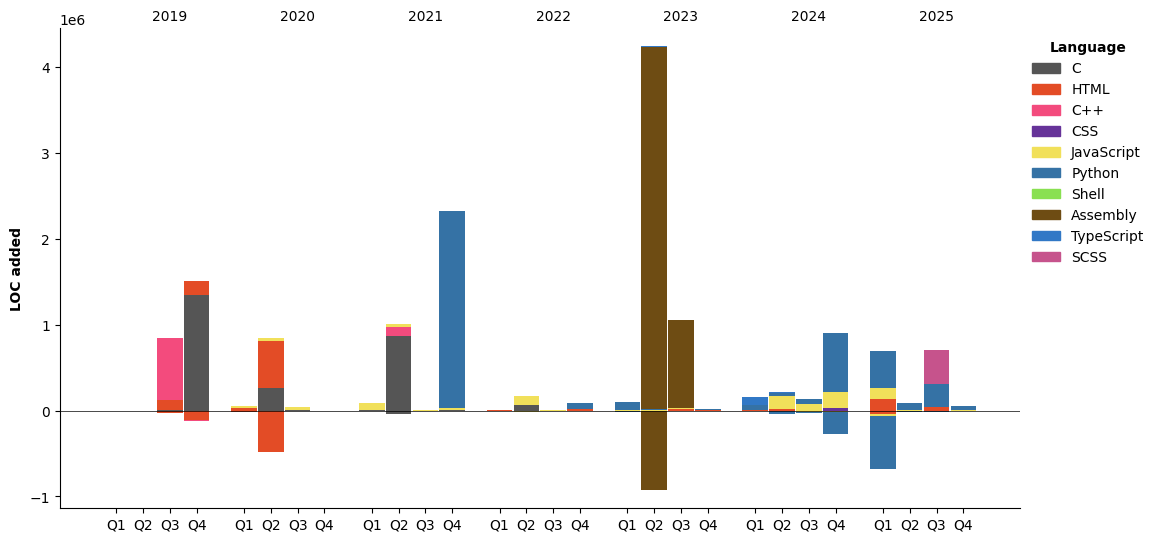 1e6
2019 2020 2021 2022 2023 2024 2025
LOC added
4
3
2
1
0
−1
Q1 Q2 Q3 Q4 Q1 Q2 Q3 Q4 Q1 Q2 Q3 Q4 Q1 Q2 Q3 Q4 Q1 Q2 Q3 Q4 Q1 Q2 Q3 Q4 Q1 Q2 Q3 Q4
Language
C
HTML
C++
CSS
JavaScript
Python
Shell
Assembly
TypeScript
SCSS